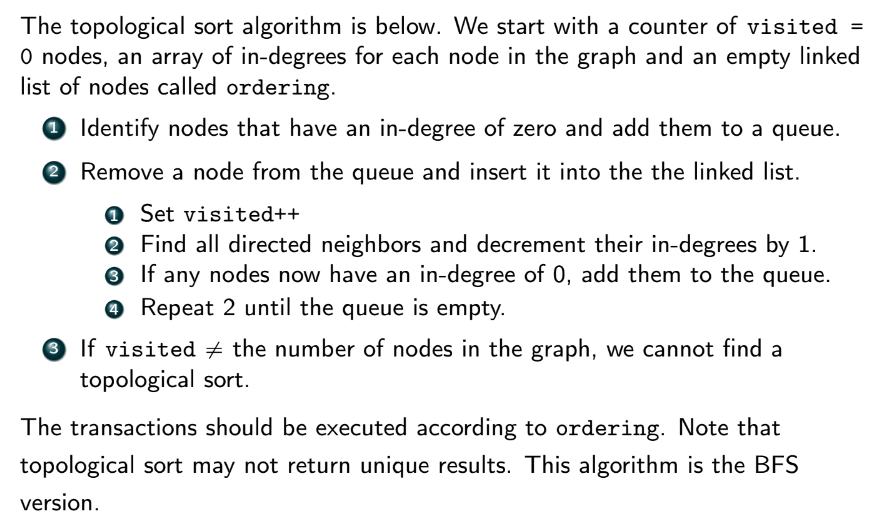 The topological sort algorithm is below. We start with a counter of visited =
0 nodes, an array of in-degrees for each node in the graph and an empty linked
list of nodes called ordering.
1 Identify nodes that have an in-degree of zero and add them to a queue.
2 Remove a node from the queue and insert it into the the linked list.
1 Set visited++
2 Find all directed neighbors and decrement their in-degrees by 1.
3 If any nodes now have an in-degree of 0, add them to the queue.
4 Repeat 2 until the queue is empty.
3 If visited ≠ the number of nodes in the graph, we cannot find a
topological sort.
The transactions should be executed according to ordering. Note that
topological sort may not return unique results. This algorithm is the BFS
version.